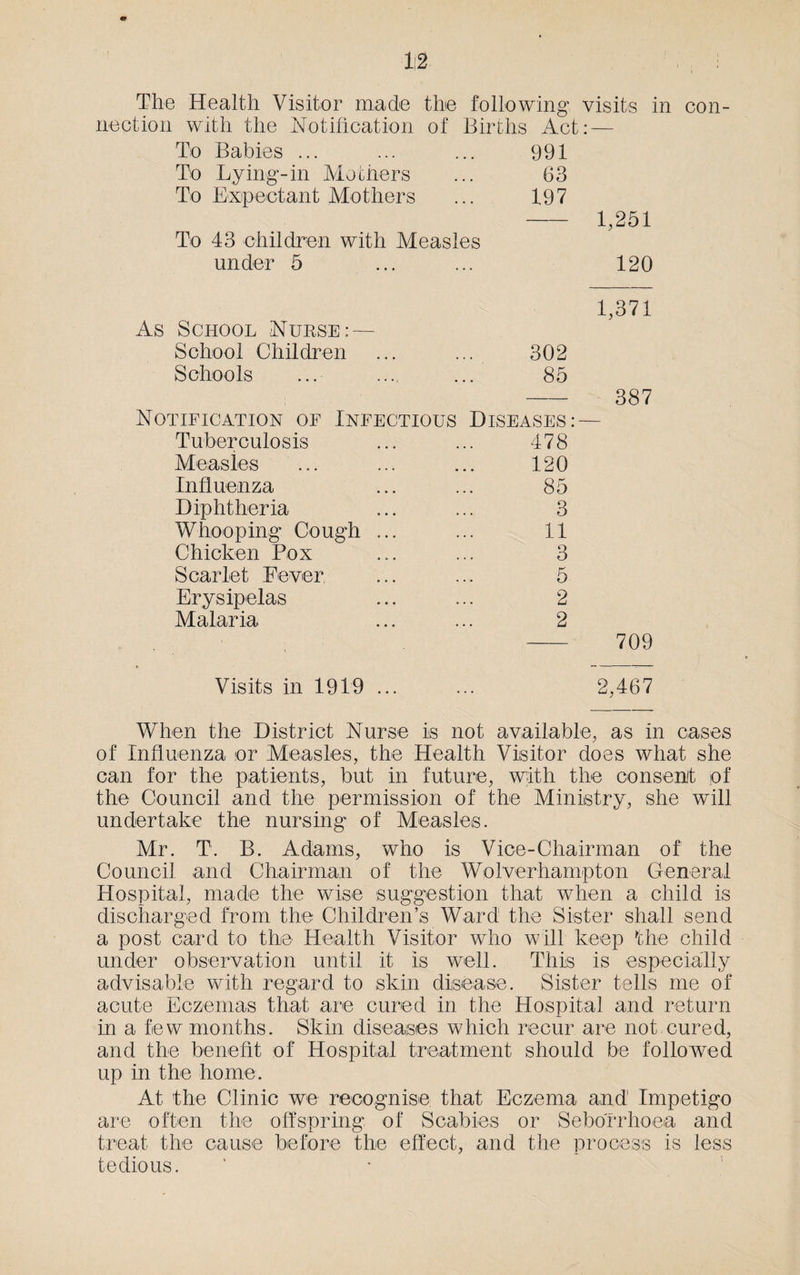 12
The Health Visitor made the following visits in con-
nection with the Notification of Births Act:—
To Babies ... ... ... 991
To Lying-in Mothers ... 63
To Expectant Mothers ... 197
—— 1,251
To 43 children with Measles
under 5 ... ... 120
1,371
As School Nurse:—
School Children ... ... 302
Schools ... ... ... 85
—— 387
Notification of Infectious Diseases:—
Tuberculosis ... ... 478
Measles ... ... ... 120
Influenza ... ... 85
Diphtheria ... ... 3
Whooping Cough ... ... 11
Chicken Pox ... ... 3
Scarlet Fever ... ... 5
Erysipelas ... ... 2
Malaria ... ... 2
—— 709
Visits in 1919 ... ... 2,467
When the District Nurse is not available, as in cases
of Influenza or Measles, the Health Visitor does what she
can for the patients, but in future, with the consent of
the Council and the permission of the Ministry, she will
undertake the nursing of Measles.
Mr. T. B. Adams, who is Vice-Chairman of the
Council and Chairman of the Wolverhampton General
Hospital, made the wise suggestion that when a child is
discharged from the Children's Ward the Sister shall send
a post card to the Health Visitor who will keep the child
under observation until it is well. This is especially
advisable with regard to skin disease. Sister tells me of
acute Eczemas that are cured in the Hospital and return
in a few months. Skin diseases which recur are not cured,
and the benefit of Hospital treatment should be followed
up in the home.
At the Clinic we recognise that Eczema and Impetigo
are often the offspring of Scabies or Seborrhoea and
treat the cause before the effect, and the process is less
tedious.